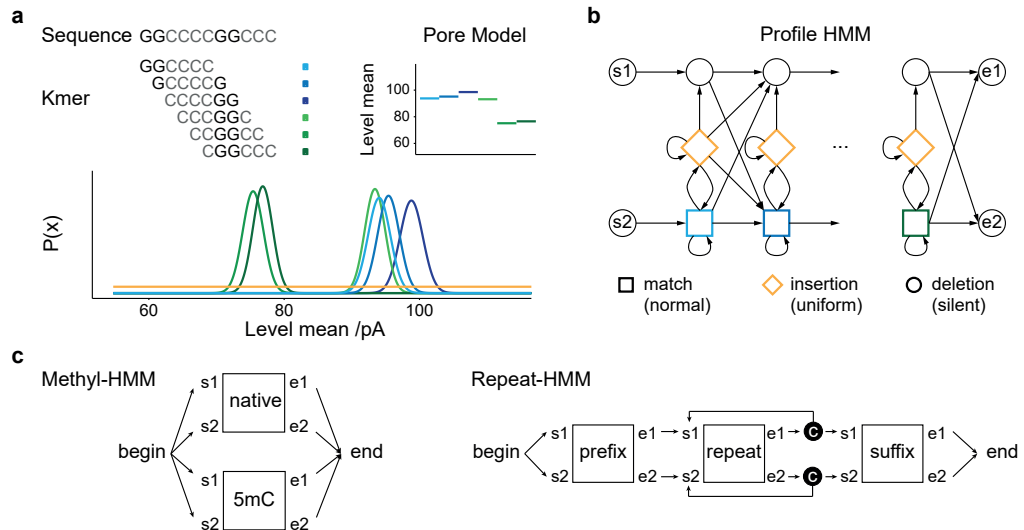 a
Sequence GGCCCCGGCCC
Kmer
GGCCCC
GCCCCG
CCCCGG
CCCGGC
CCGGCC
CGGCCC
Pore Model
Level mean
100
80
60
P(x)
60 80 100
Level mean /pA
b
Profile HMM
s1 e1
...
s2 e2
match
(normal)
insertion
(uniform)
deletion
(silent)
c
Methyl-HMM
begin
s1 native e1
s2 e2
s1 5mC e1
s2 e2
end
Repeat-HMM
begin
s1 e1 s1 e1 C s1 e1
prefix repeat suffix
s2 e2 s2 e2 C s2 e2
end